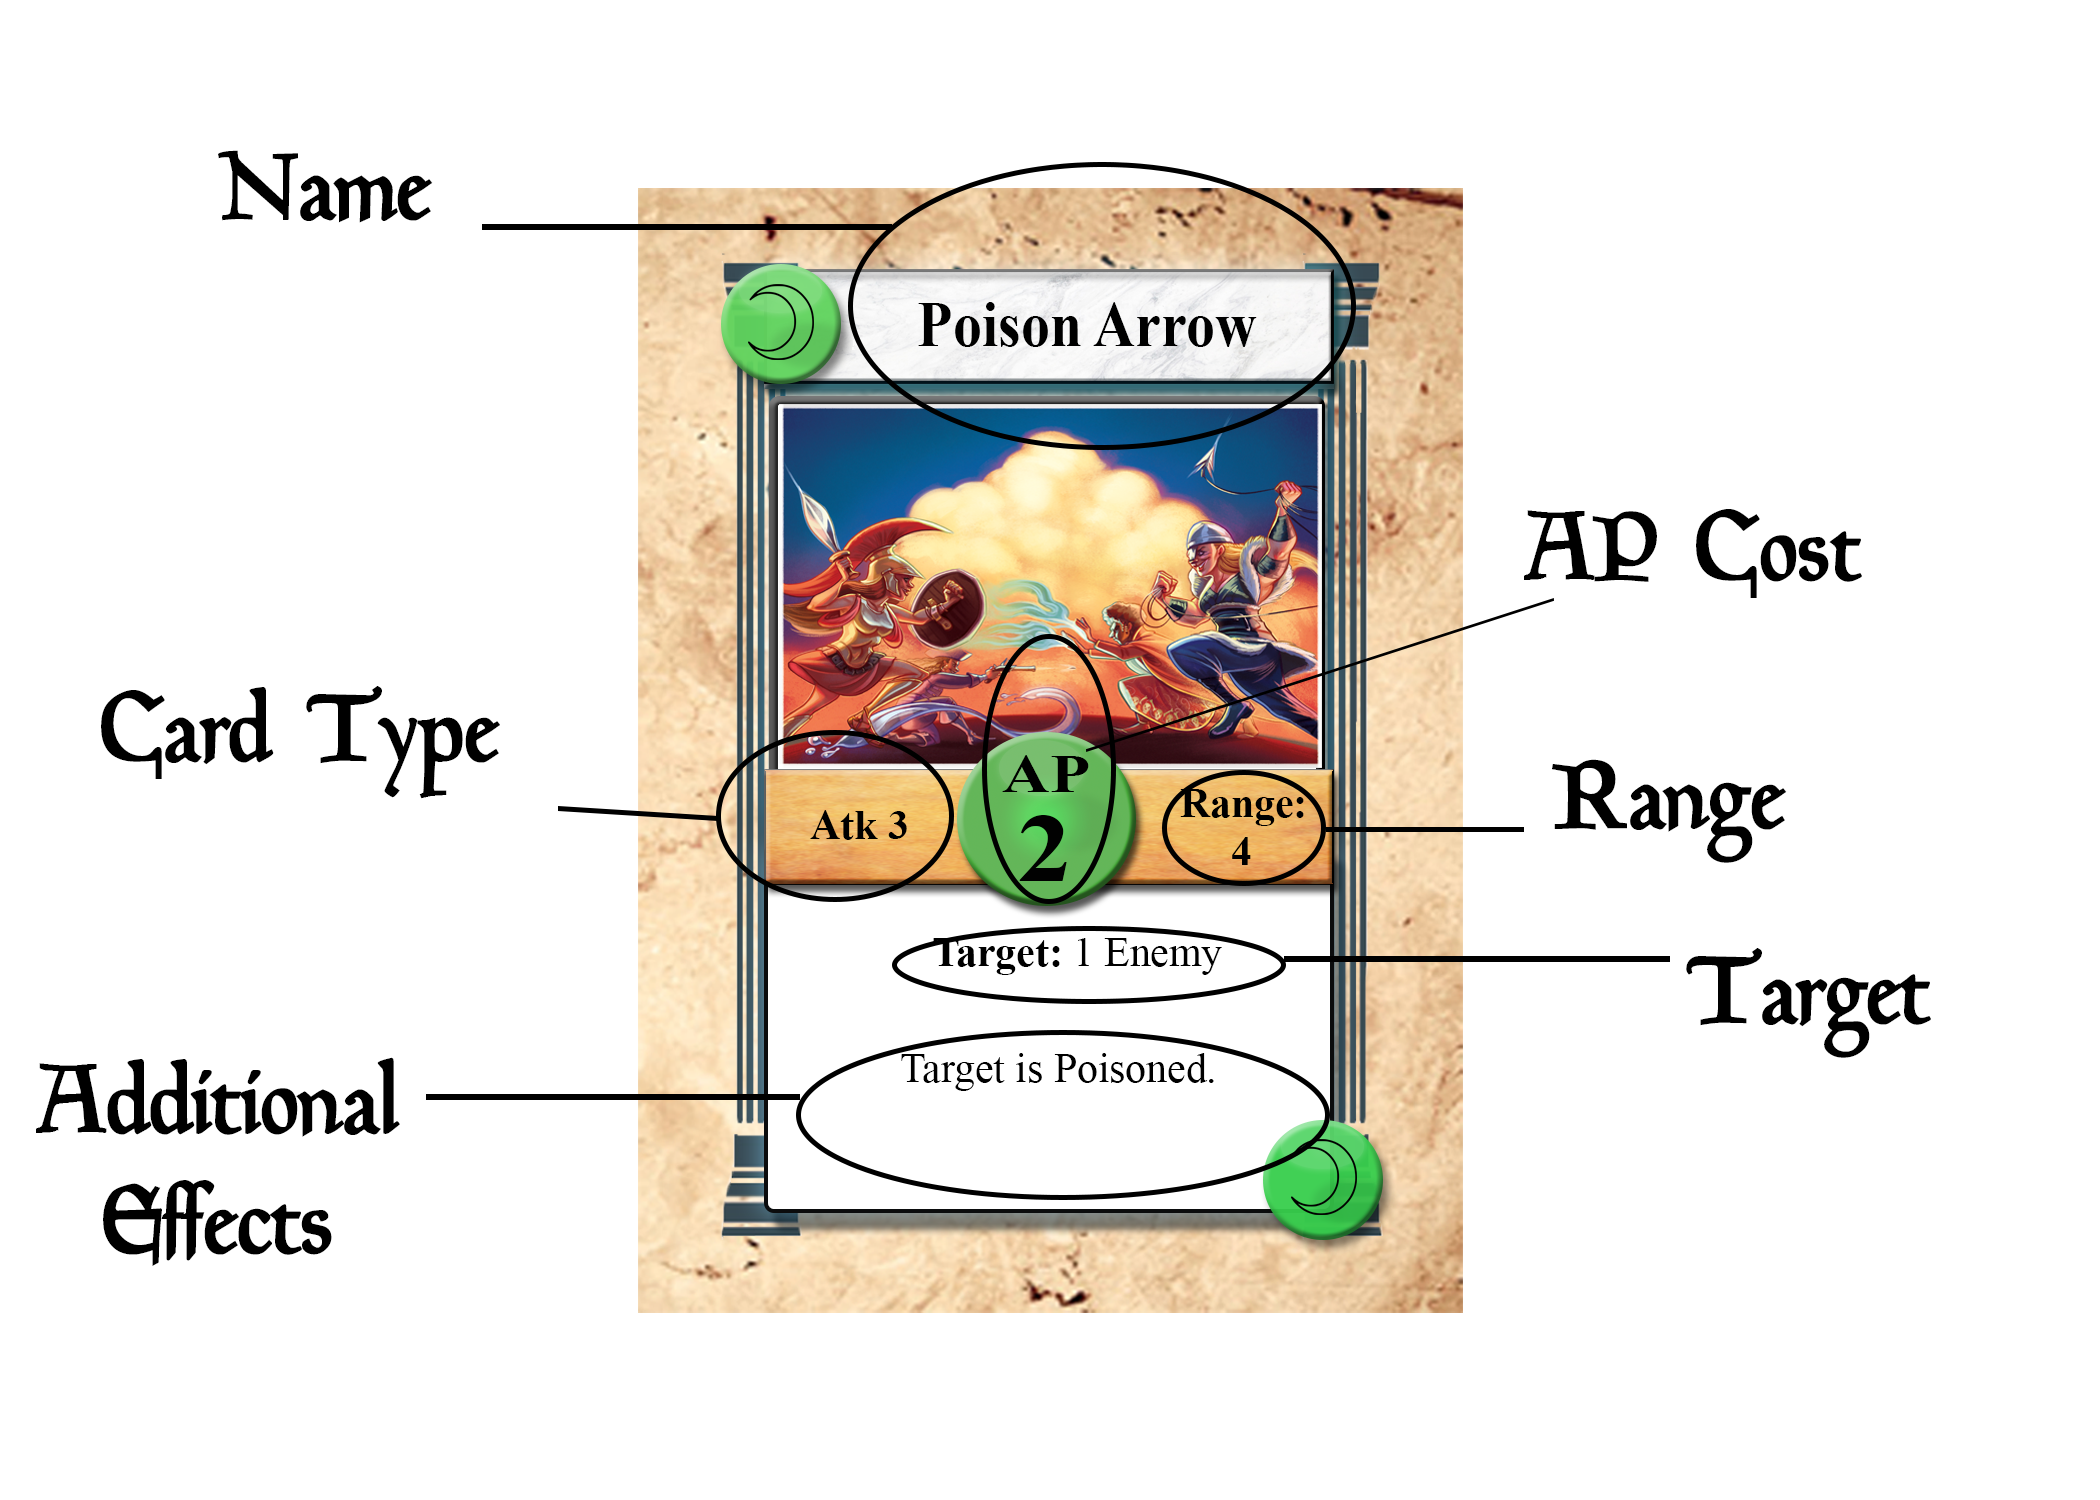 Name
Poison Arrow
AP Cost
Card Type
Range
AP
2
Atk 3
Range:
4
Target: 1 Enemy
Target
Target is Poisoned.
Additional
Effects